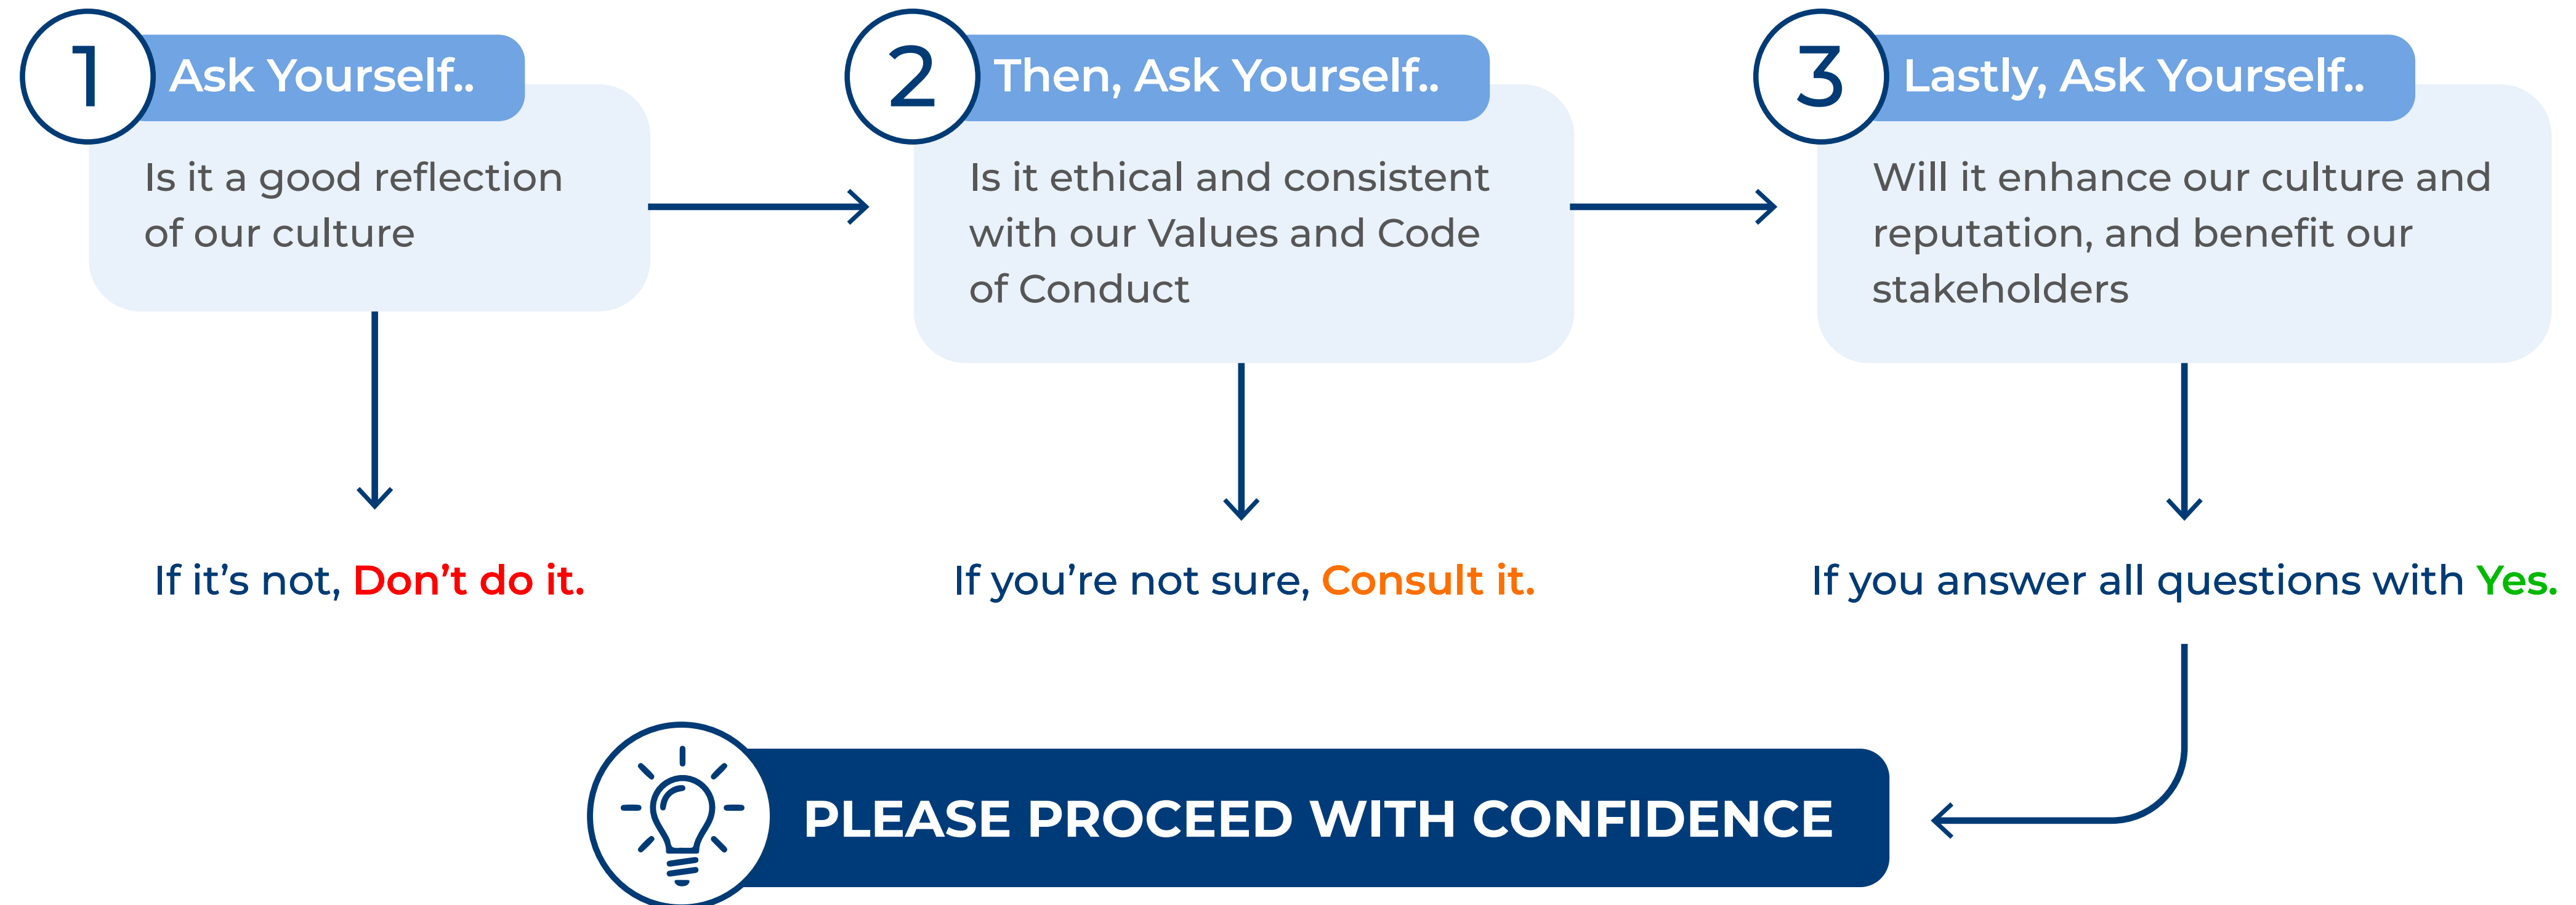 1
Ask Yourself..
Is it a good reflection
of our culture
If it's not, Don't do it.
2
Then, Ask Yourself..
Is it ethical and consistent
with our Values and Code
of Conduct
If you're not sure, Consult it.
3
Lastly, Ask Yourself..
Will it enhance our culture and
reputation, and benefit our
stakeholders
If you answer all questions with Yes.
PLEASE PROCEED WITH CONFIDENCE